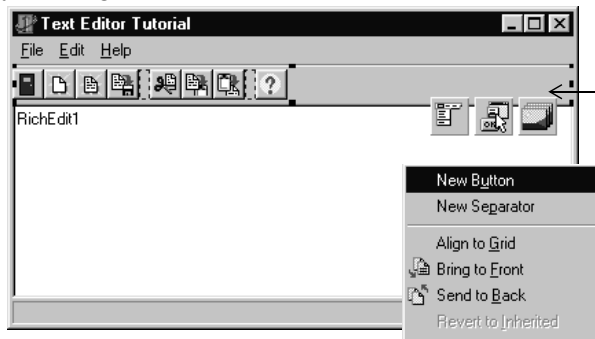 Text Editor Tutorial
File Edit Help
?
RichEdit1
OK
New Button
New Separator
Align to Grid
Bring to Front
Send to Back
Revert to Inherited